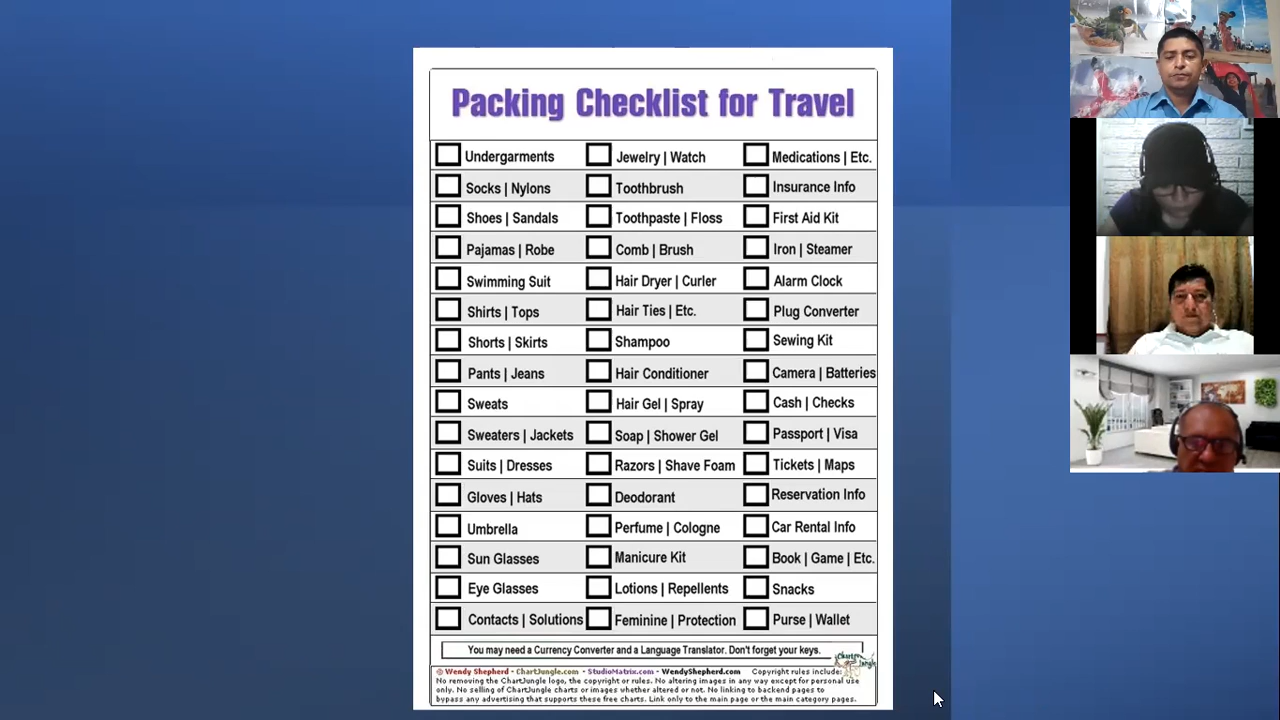 Packing Checklist for Travel
Undergarments Jewelry | Watch Medications | Etc.
Socks | Nylons Toothbrush Insurance Info
Shoes | Sandals Toothpaste | Floss First Aid Kit
Pajamas | Robe Comb | Brush Iron | Steamer
Swimming Suit Hair Dryer | Curler Alarm Clock
Shirts | Tops Hair Ties | Etc. Plug Converter
Shorts | Skirts Shampoo Sewing Kit
Pants | Jeans Hair Conditioner Camera | Batteries
Sweats Hair Gel | Spray Cash | Checks
Sweaters | Jackets Soap | Shower Gel Passport | Visa
Suits | Dresses Razors | Shave Foam Tickets | Maps
Gloves | Hats Deodorant Reservation Info
Umbrella Perfume | Cologne Car Rental Info
Sun Glasses Manicure Kit Book | Game | Etc.
Eye Glasses Lotions | Repellents Snacks
Contacts | Solutions Feminine | Protection Purse | Wallet
You may need a Currency Converter and a Language Translator. Don't forget your keys.
Chart Jungle
© Wendy Shepherd • ChartJungle.com • StudioMatrix.com • WendyShepherd.com Copyright rules include:
No removing the ChartJungle logo, the copyright or rules. No altering images in any way except for personal use
only. No selling of ChartJungle charts or images whether altered or not. No linking to backend pages to
bypass any advertising that supports these free charts. Link only to the main page or the main category pages.